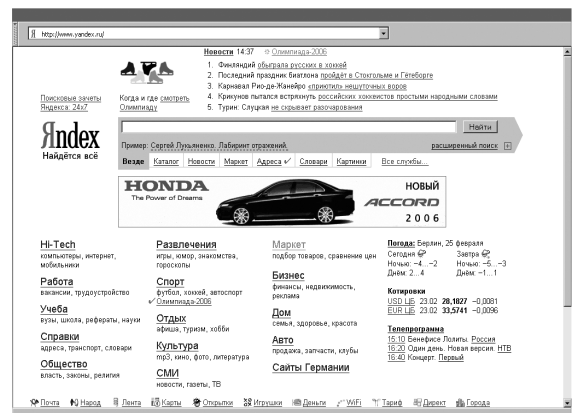 Я http://www.yandex.ru/
Новости 14:37 Олимпиада-2006
1. Финляндий обыграла русских в хоккей
2. Последний праздник биатлона пройдёт в Стокгольме и Гётеборге
3. Карнавал Рио-де-Жанейро «приютил» нешуточных воров
4. Крикунов пытался встряхнуть российских хоккеистов простыми народными словами
5. Турин: Слуцкая не скрывает разочарования
Поисковые зачеты
Яндекса: 24x7
Когда и где смотреть
Олимпиаду
Яndex
Найдётся всё
Найти
Пример: Сергей Лукьяненко. Лабиринт отражений.
расширенный поиск +
Везде Каталог Новости Маркет Адреса Словари Картинки Все службы...
HONDA
The Power of Dreams
НОВЫЙ
ACCORD
2006
Hi-Tech
компьютеры, интернет,
мобильники
Работа
вакансии, трудоустройство
Учеба
вузы, школа, рефераты, науки
Справки
адреса, транспорт, словари
Общество
власть, законы, религия
Развлечения
игры, юмор, знакомства,
гороскопы
Спорт
футбол, хоккей, автоспорт
Олимпиада-2006
Отдых
афиша, туризм, хобби
Культура
mp3, кино, фото, литература
СМИ
новости, газеты, ТВ
Маркет
подбор товаров, сравнение цен
Бизнес
финансы, недвижимость,
реклама
Дом
семья, здоровье, красота
Авто
продажа, запчасти, клубы
Сайты Германии
Погода: Берлин, 25 февраля
Сегодня Завтра
Ночью: −4...−2 Ночью: −5...−3
Днём: 2...4 Днём: −1...1
Котировки
USD ЦБ 23.02 28,1827 −0,0081
EUR ЦБ 23.02 33,5741 −0,0096
Телепрограмма
15:10 Бенефисе Лолиты. Россия
16:20 Один день. Новая версия. НТВ
16:40 Концерт. Первый
Почта Народ Лента Карты Открытки Игрушки Деньги WiFi Тариф Директ Города